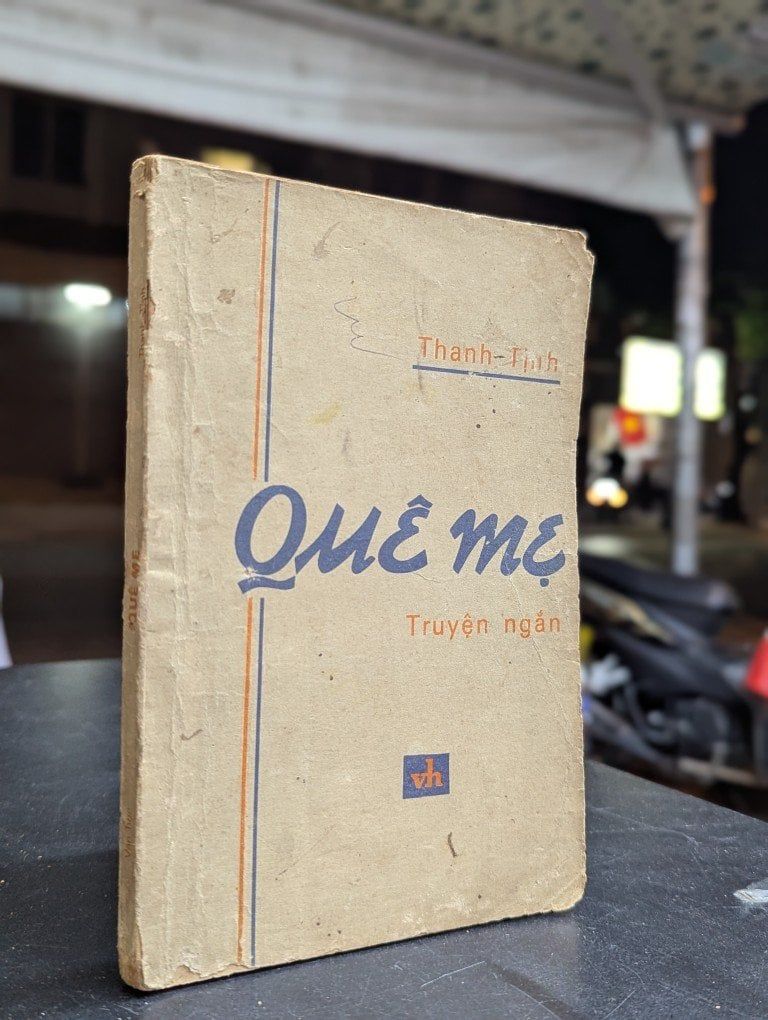 Thanh-Tịnh
QUÊ MẸ
Truyện ngắn
vh
QUÊ MẸ